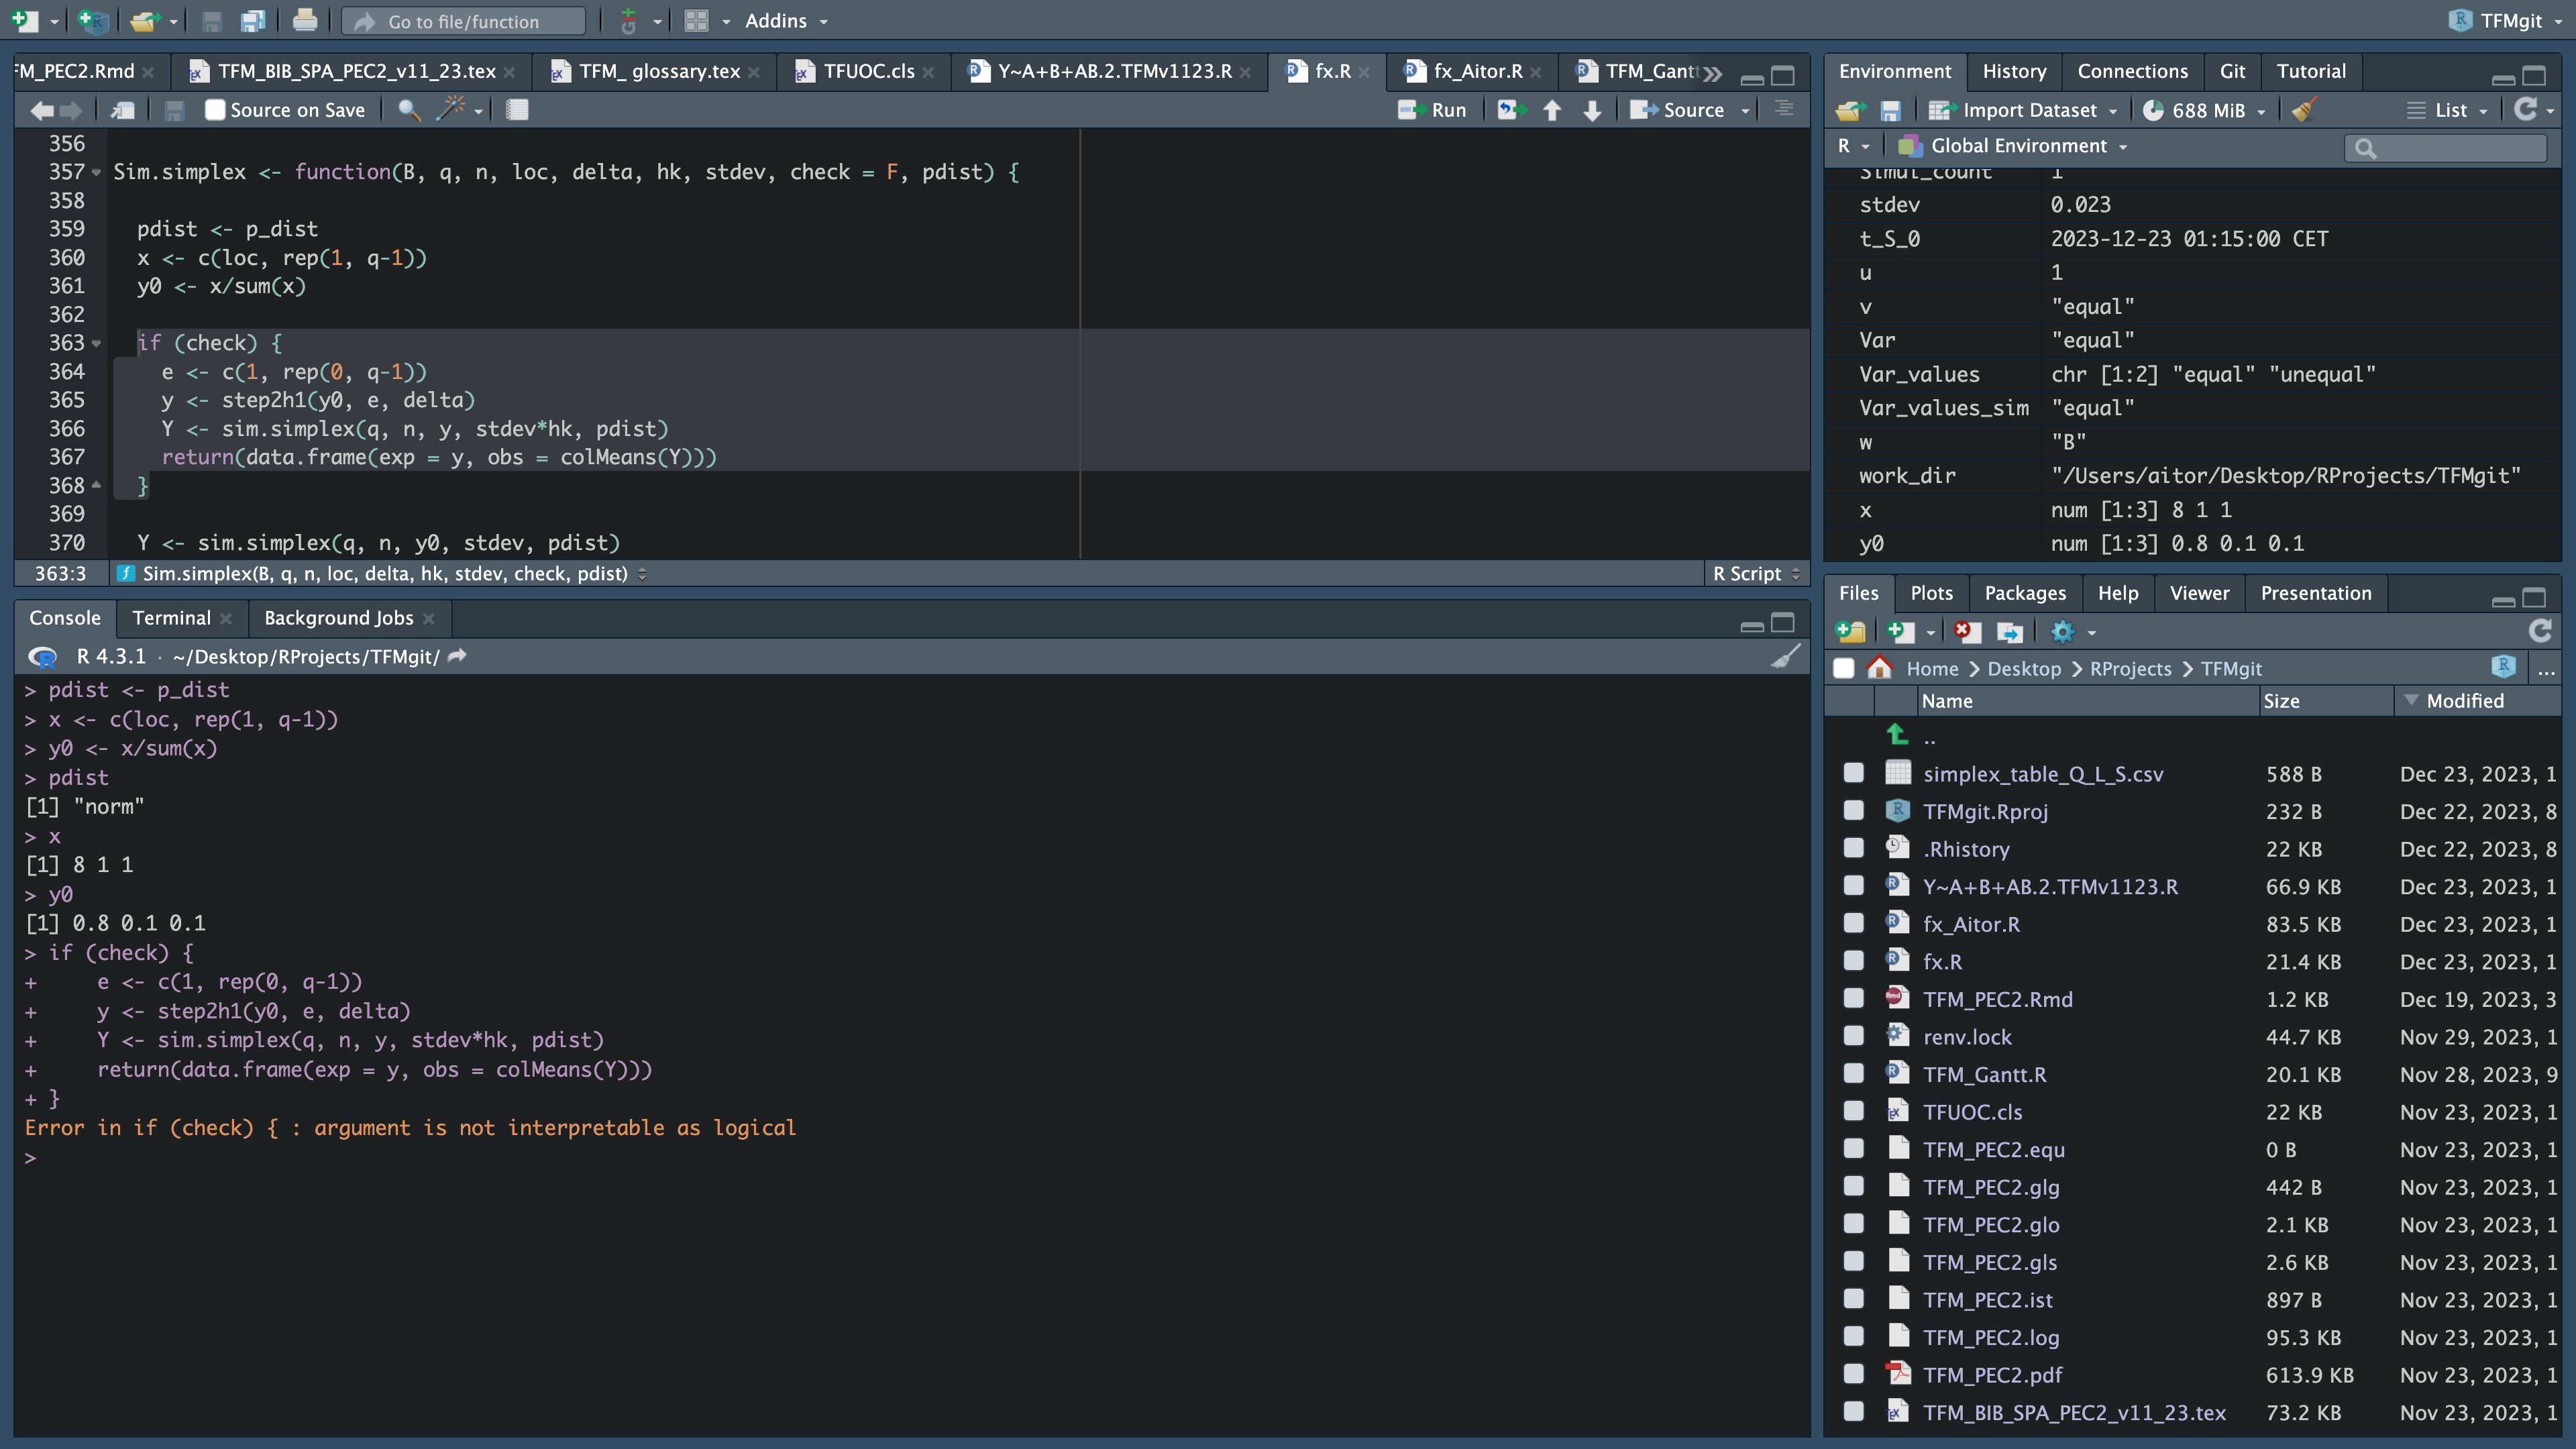 Go to file/function
Addins
TFMgit
FM_PEC2.Rmd
TFM_BIB_SPA_PEC2_v11_23.tex
TFM_ glossary.tex
TFUOC.cls
Y~A+B+AB.2.TFMv1123.R
fx.R
fx_Aitor.R
TFM_Gantt
Source on Save
Run
Source
356
357 Sim.simplex <- function(B, q, n, loc, delta, hk, stdev, check = F, pdist) {
358
359 pdist <- p_dist
360 x <- c(loc, rep(1, q-1))
361 y0 <- x/sum(x)
362
363 if (check) {
364 e <- c(1, rep(0, q-1))
365 y <- step2h1(y0, e, delta)
366 Y <- sim.simplex(q, n, y, stdev*hk, pdist)
367 return(data.frame(exp = y, obs = colMeans(Y)))
368 }
369
370 Y <- sim.simplex(q, n, y0, stdev, pdist)
363:3 Sim.simplex(B, q, n, loc, delta, hk, stdev, check, pdist) R Script
Console Terminal Background Jobs
R 4.3.1 · ~/Desktop/RProjects/TFMgit/
> pdist <- p_dist
> x <- c(loc, rep(1, q-1))
> y0 <- x/sum(x)
> pdist
[1] "norm"
> x
[1] 8 1 1
> y0
[1] 0.8 0.1 0.1
> if (check) {
+ e <- c(1, rep(0, q-1))
+ y <- step2h1(y0, e, delta)
+ Y <- sim.simplex(q, n, y, stdev*hk, pdist)
+ return(data.frame(exp = y, obs = colMeans(Y)))
+ }
Error in if (check) { : argument is not interpretable as logical
>
Environment History Connections Git Tutorial
Import Dataset 688 MiB List
R Global Environment
Simul_count 1
stdev 0.023
t_S_0 2023-12-23 01:15:00 CET
u 1
v "equal"
Var "equal"
Var_values chr [1:2] "equal" "unequal"
Var_values_sim "equal"
w "B"
work_dir "/Users/aitor/Desktop/RProjects/TFMgit"
x num [1:3] 8 1 1
y0 num [1:3] 0.8 0.1 0.1
Files Plots Packages Help Viewer Presentation
Home Desktop RProjects TFMgit ...
Name Size Modified
..
simplex_table_Q_L_S.csv 588 B Dec 23, 2023, 1
TFMgit.Rproj 232 B Dec 22, 2023, 8
.Rhistory 22 KB Dec 22, 2023, 8
Y~A+B+AB.2.TFMv1123.R 66.9 KB Dec 23, 2023, 1
fx_Aitor.R 83.5 KB Dec 23, 2023, 1
fx.R 21.4 KB Dec 23, 2023, 1
TFM_PEC2.Rmd 1.2 KB Dec 19, 2023, 3
renv.lock 44.7 KB Nov 29, 2023, 1
TFM_Gantt.R 20.1 KB Nov 28, 2023, 9
TFUOC.cls 22 KB Nov 23, 2023, 1
TFM_PEC2.equ 0 B Nov 23, 2023, 1
TFM_PEC2.glg 442 B Nov 23, 2023, 1
TFM_PEC2.glo 2.1 KB Nov 23, 2023, 1
TFM_PEC2.gls 2.6 KB Nov 23, 2023, 1
TFM_PEC2.ist 897 B Nov 23, 2023, 1
TFM_PEC2.log 95.3 KB Nov 23, 2023, 1
TFM_PEC2.pdf 613.9 KB Nov 23, 2023, 1
TFM_BIB_SPA_PEC2_v11_23.tex 73.2 KB Nov 23, 2023, 1